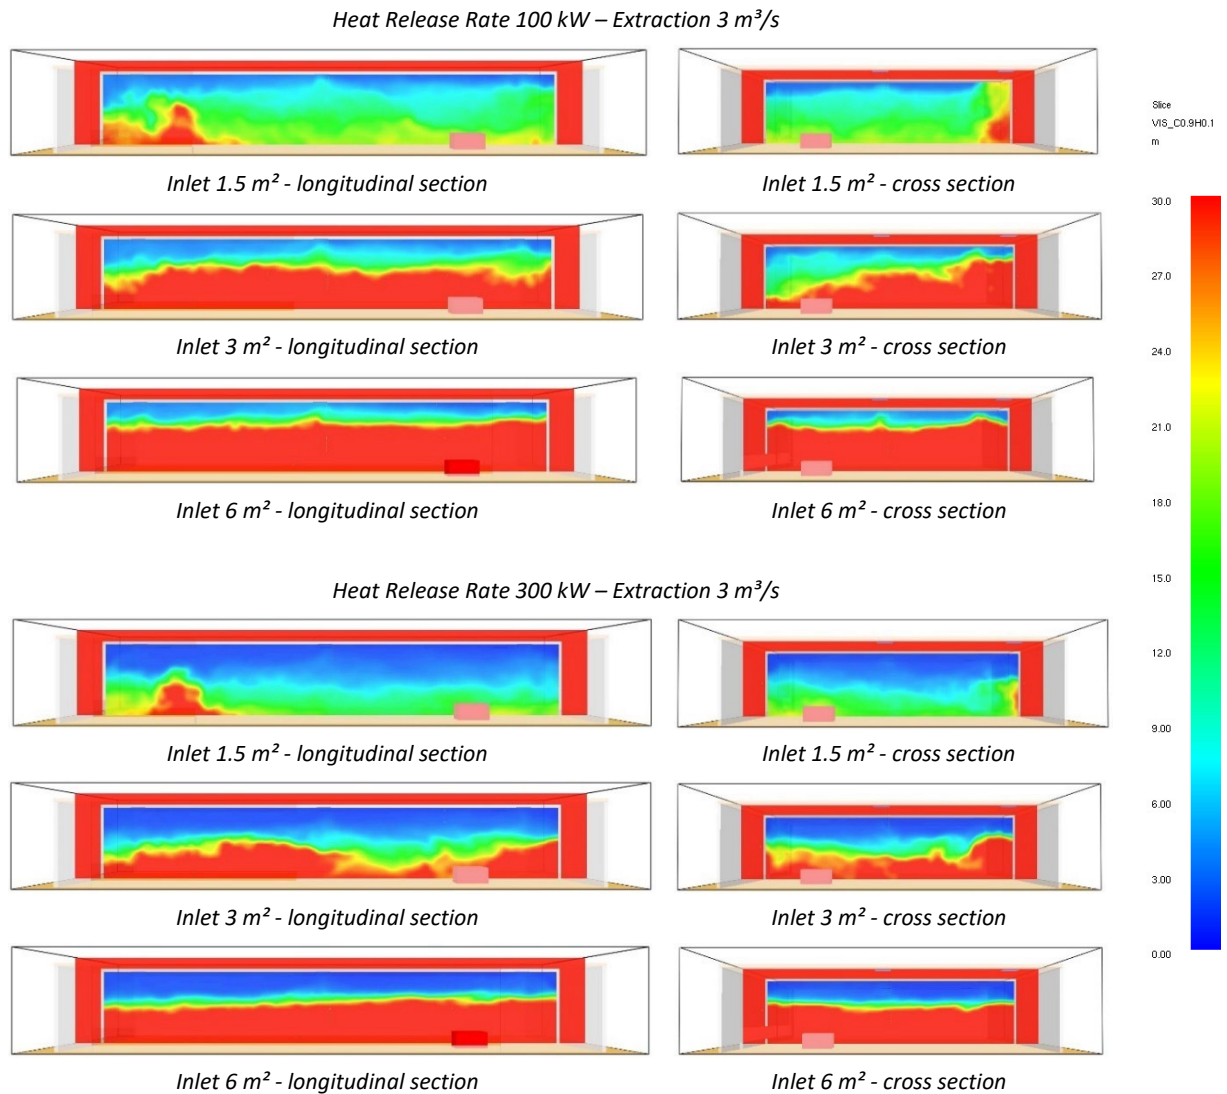 Heat Release Rate 100 kW – Extraction 3 m³/s
Inlet 1.5 m² - longitudinal section
Inlet 1.5 m² - cross section
Inlet 3 m² - longitudinal section
Inlet 3 m² - cross section
Inlet 6 m² - longitudinal section
Inlet 6 m² - cross section
Heat Release Rate 300 kW – Extraction 3 m³/s
Inlet 1.5 m² - longitudinal section
Inlet 1.5 m² - cross section
Inlet 3 m² - longitudinal section
Inlet 3 m² - cross section
Inlet 6 m² - longitudinal section
Inlet 6 m² - cross section
Slice
VIS_C0.9H0.1
m
30.0
27.0
24.0
21.0
18.0
15.0
12.0
9.00
6.00
3.00
0.00